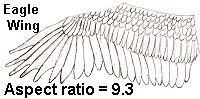 Eagle
Wing
Aspect ratio = 9.3